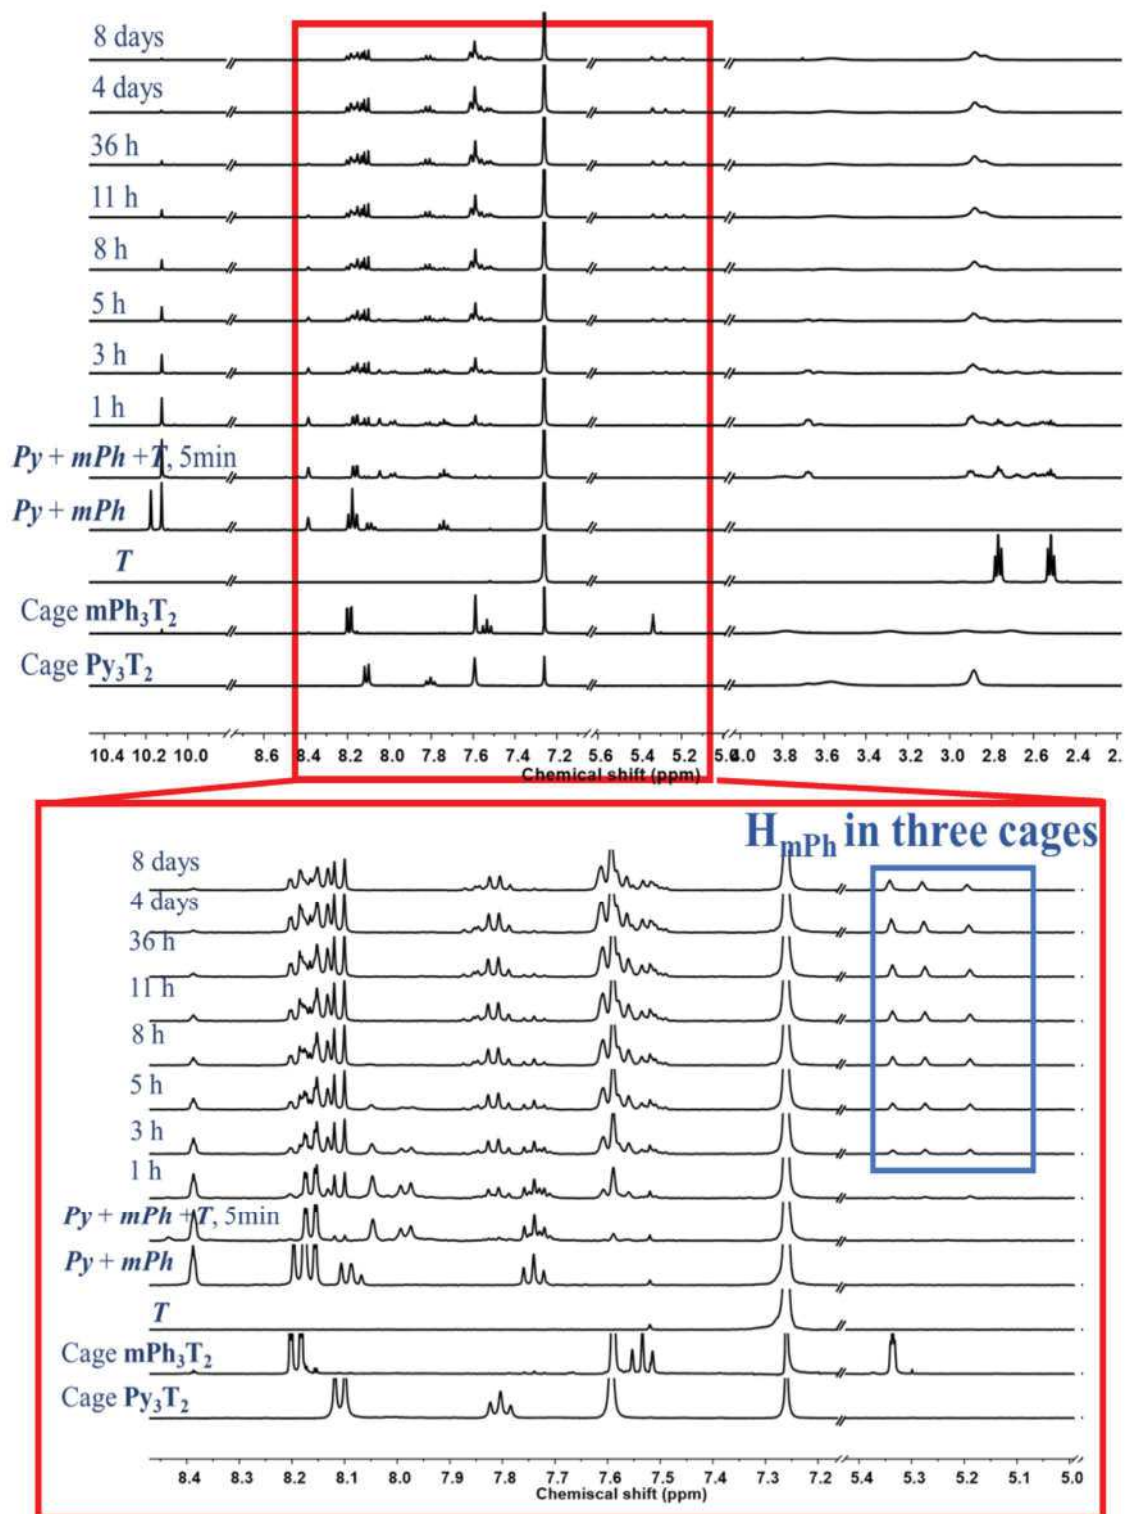 8 days
4 days
36 h
11 h
8 h
5 h
3 h
1 h
Py + mPh +T, 5min
Py + mPh
T
Cage mPh₃T₂
Cage Py₃T₂
10.4 10.2 10.0 8.6 8.4 8.2 8.0 7.8 7.6 7.4 7.2 5.6 5.4 5.2 5.0 4.0 3.8 3.6 3.4 3.2 3.0 2.8 2.6 2.4 2.
Chemical shift (ppm)
H_mPh in three cages
8 days
4 days
36 h
11 h
8 h
5 h
3 h
1 h
Py + mPh +T, 5min
Py + mPh
T
Cage mPh₃T₂
Cage Py₃T₂
8.4 8.3 8.2 8.1 8.0 7.9 7.8 7.7 7.6 7.5 7.4 7.3 7.2 5.4 5.3 5.2 5.1 5.0
Chemiscal shift (ppm)